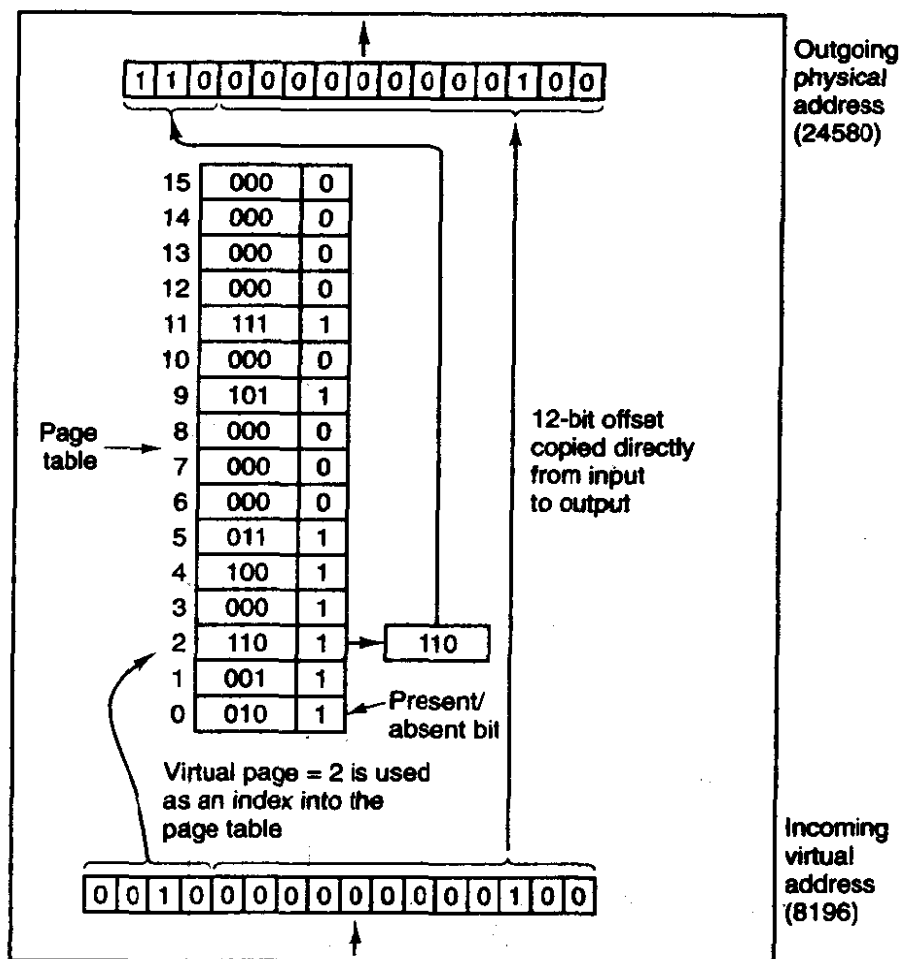 Outgoing
physical
address
(24580)
1 1 0 0 0 0 0 0 0 0 0 0 1 0 0
15 000 0
14 000 0
13 000 0
12 000 0
11 111 1
10 000 0
9 101 1
8 000 0
7 000 0
6 000 0
5 011 1
4 100 1
3 000 1
2 110 1 110
1 001 1
0 010 1
Page
table
12-bit offset
copied directly
from input
to output
Present/
absent bit
Virtual page = 2 is used
as an index into the
page table
0 0 1 0 0 0 0 0 0 0 0 0 0 1 0 0
Incoming
virtual
address
(8196)